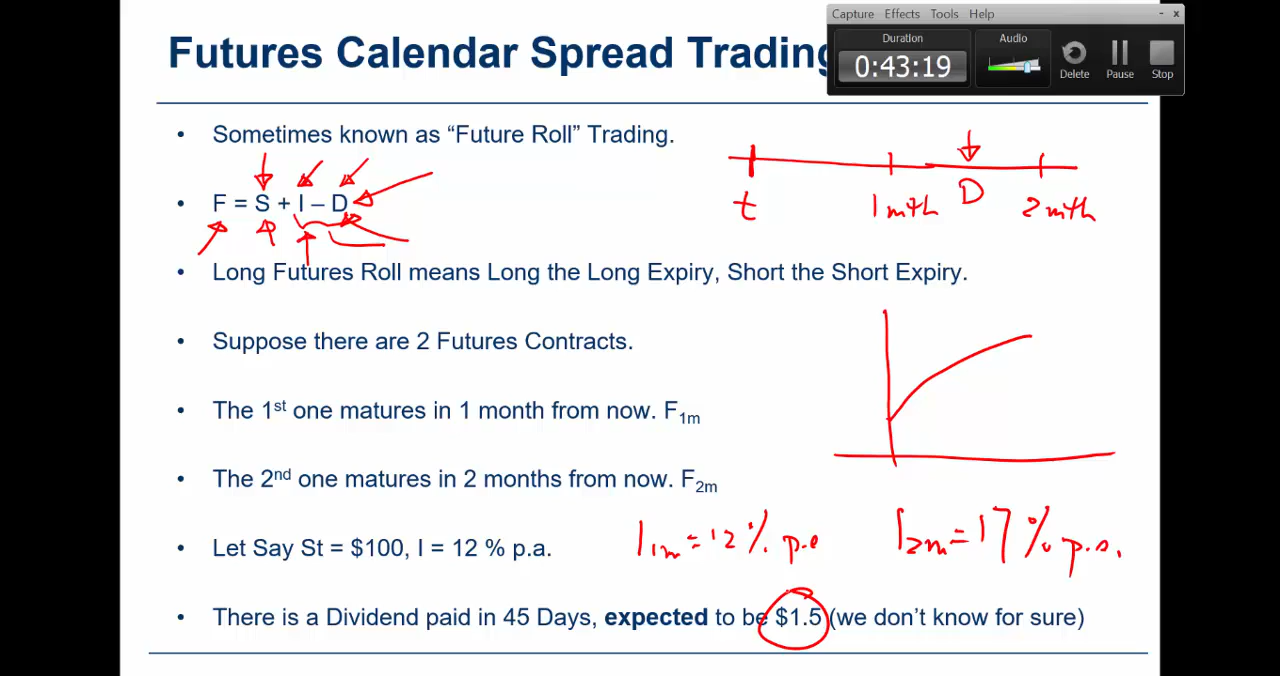 Capture Effects Tools Help
Duration
Audio
0:43:19
Delete Pause Stop
Futures Calendar Spread Trading
• Sometimes known as “Future Roll” Trading.
t 1 mth D 2 mth
• F = S + I – D
• Long Futures Roll means Long the Long Expiry, Short the Short Expiry.
• Suppose there are 2 Futures Contracts.
• The 1st one matures in 1 month from now. F1m
• The 2nd one matures in 2 months from now. F2m
• Let Say St = $100, I = 12 % p.a.
I1m = 12 % p.a I2m = 17 % p.a.
• There is a Dividend paid in 45 Days, expected to be $1.5 (we don’t know for sure)